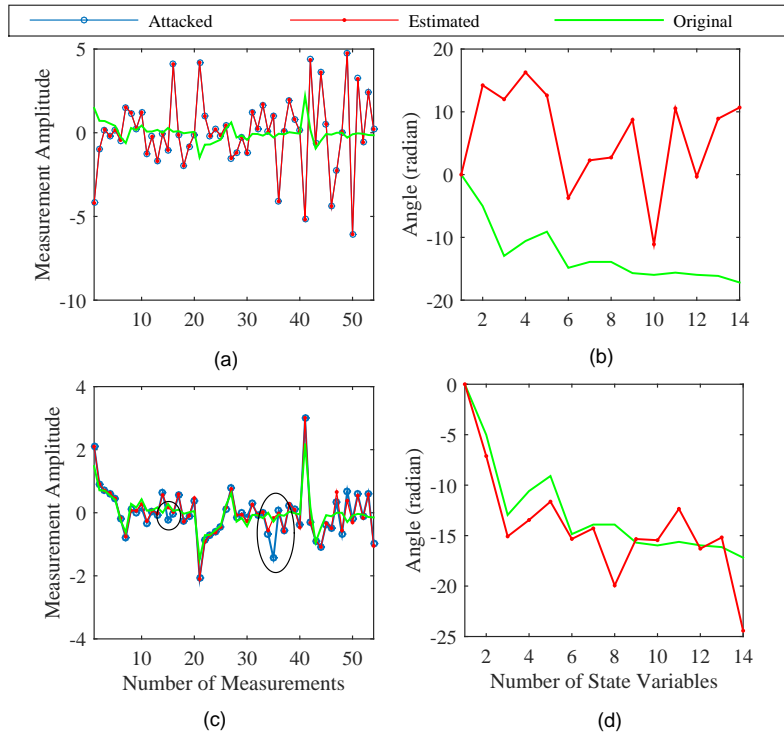 Attacked Estimated Original
5
0
-5
-10
Measurement Amplitude
10 20 30 40 50
(a)
20
10
0
-10
-20
Angle (radian)
2 4 6 8 10 12 14
(b)
4
2
0
-2
-4
Measurement Amplitude
10 20 30 40 50
Number of Measurements
(c)
0
-5
-10
-15
-20
-25
Angle (radian)
2 4 6 8 10 12 14
Number of State Variables
(d)